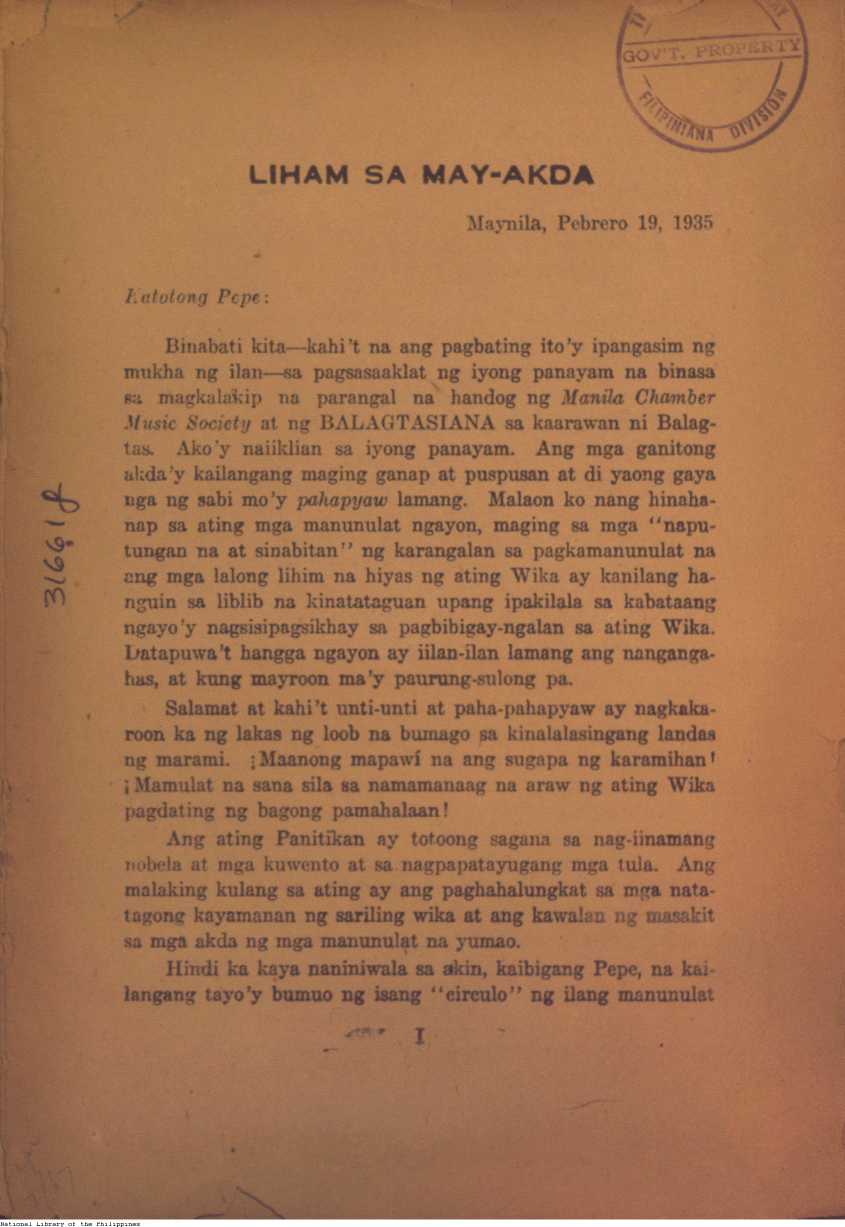 GOV'T. PROPERTY
FILIPINIANA DIVISION
LIHAM SA MAY-AKDA
Maynila, Pebrero 19, 1935
Katotong Pepe:
Binabati kita—kahi't na ang pagbating ito'y ipangasim ng
mukha ng ilan—sa pagsasaaklat ng iyong panayam na binasa
sa magkalakip na parangal na handog ng Manila Chamber
Music Society at ng BALAGTASIANA sa kaarawan ni Balag-
tas. Ako'y naiiklian sa iyong panayam. Ang mga ganitong
akda'y kailangang maging ganap at puspusan at di yaong gaya
nga ng sabi mo'y pahapyaw lamang. Malaon ko nang hinaha-
nap sa ating mga manunulat ngayon, maging sa mga "napu-
tungan na at sinabitan" ng karangalan sa pagkamanunulat na
ang mga lalong lihim na hiyas ng ating Wika ay kanilang ha-
nguin sa liblib na kinatataguan upang ipakilala sa kabataang
ngayo'y nagsisipagsikhay sa pagbibigay-ngalan sa ating Wika.
Datapuwa't hangga ngayon ay iilan-ilan lamang ang nanganga-
has, at kung mayroon ma'y paurung-sulong pa.
Salamat at kahi't unti-unti at paha-pahapyaw ay nagkaka-
roon ka ng lakas ng loob na bumago sa kinalalasingang landas
ng marami. ¡Maanong mapawí na ang sugapa ng karamihan!
¡Mamulat na sana sila sa namamanaag na araw ng ating Wika
pagdating ng bagong pamahalaan!
Ang ating Panitikan ay totoong sagana sa nag-iinamang
nobela at mga kuwento at sa nagpapatayugang mga tula. Ang
malaking kulang sa ating ay ang paghahalungkat sa mga nata-
tagong kayamanan ng sariling wika at ang kawalan ng masakit
sa mga akda ng mga manunulat na yumao.
Hindi ka kaya naniniwala sa akin, kaibigang Pepe, na kai-
langang tayo'y bumuo ng isang "circulo" ng ilang manunulat
I
31661
National Library of the Philippines